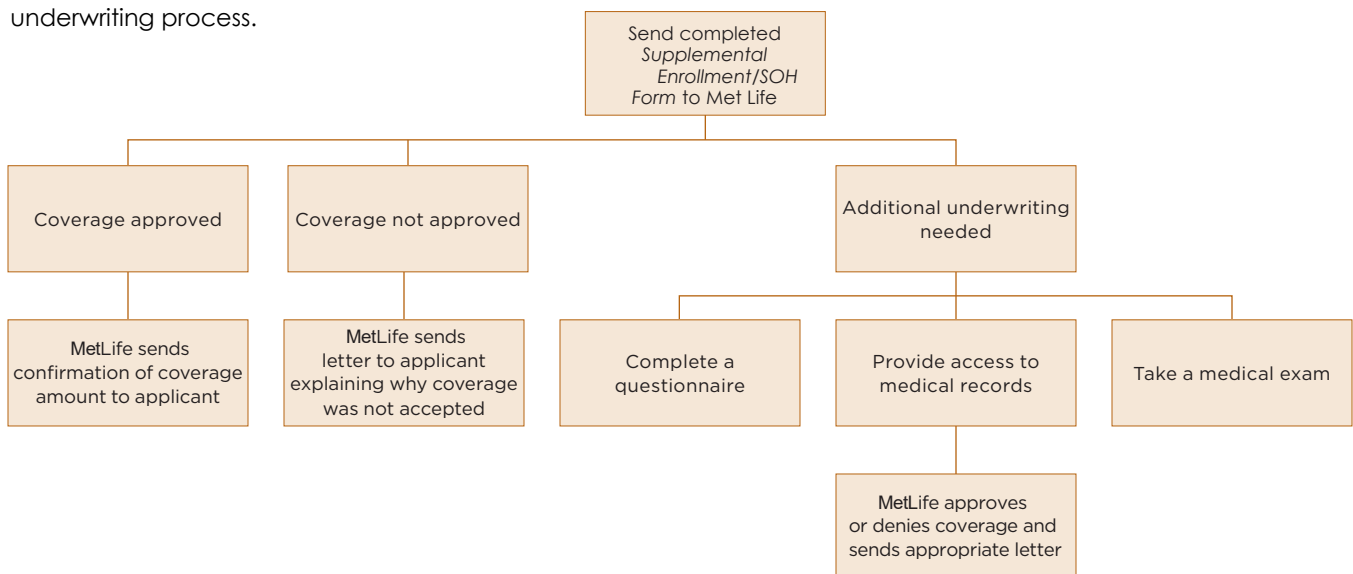 underwriting process.
Send completed
Supplemental
Enrollment/SOH
Form to Met Life
Coverage approved
Coverage not approved
Additional underwriting
needed
MetLife sends
confirmation of coverage
amount to applicant
MetLife sends
letter to applicant
explaining why coverage
was not accepted
Complete a
questionnaire
Provide access to
medical records
Take a medical exam
MetLife approves
or denies coverage and
sends appropriate letter